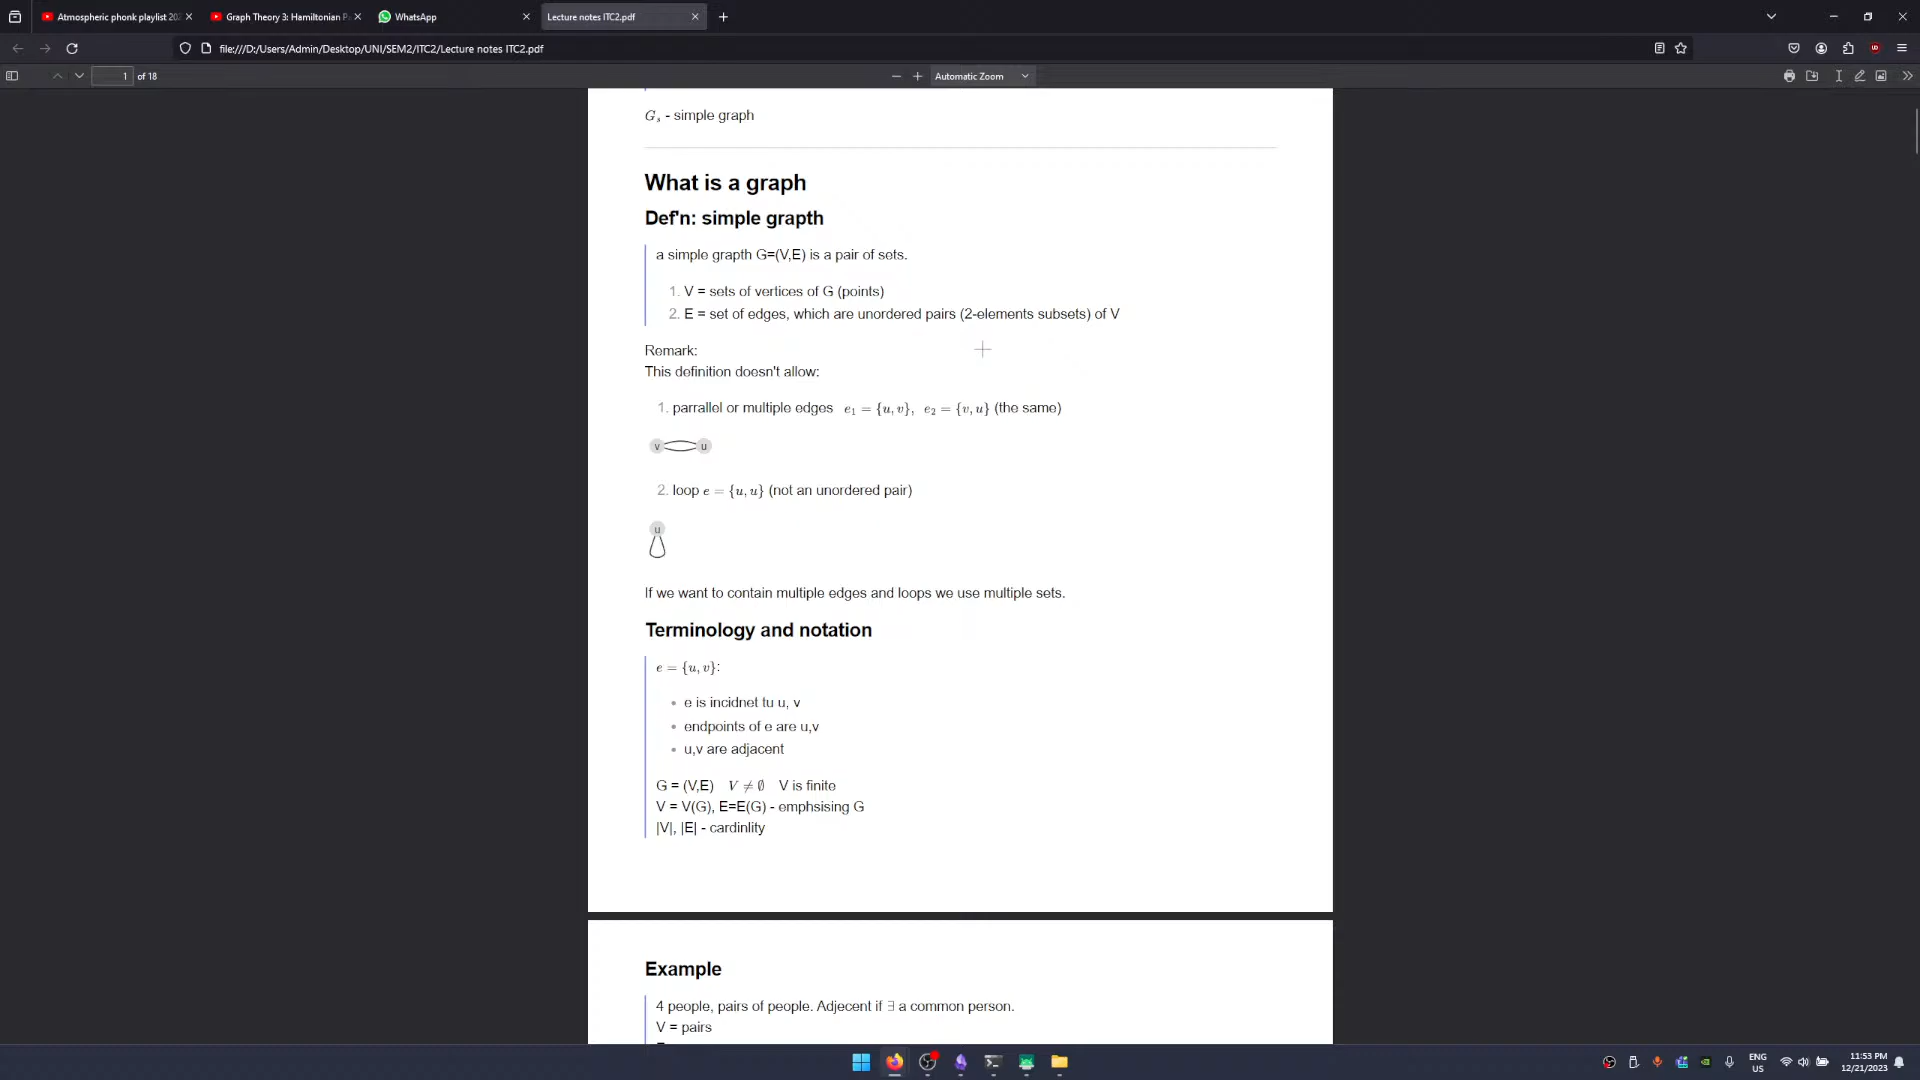 Atmospheric phonk playlist 202
Graph Theory 3: Hamiltonian P
WhatsApp
Lecture notes ITC2.pdf
file:///D:/Users/Admin/Desktop/UNI/SEM2/ITC2/Lecture notes ITC2.pdf
1 of 18
Automatic Zoom
Gₛ - simple graph
What is a graph
Def'n: simple grapth
a simple grapth G=(V,E) is a pair of sets.
1. V = sets of vertices of G (points)
2. E = set of edges, which are unordered pairs (2-elements subsets) of V
Remark:
This definition doesn't allow:
1. parrallel or multiple edges e₁ = {u, v}, e₂ = {v, u} (the same)
v u
2. loop e = {u, u} (not an unordered pair)
u
If we want to contain multiple edges and loops we use multiple sets.
Terminology and notation
e = {u, v}:
• e is incidnet tu u, v
• endpoints of e are u,v
• u,v are adjacent
G = (V,E) V ≠ ∅ V is finite
V = V(G), E=E(G) - emphsising G
|V|, |E| - cardinlity
Example
4 people, pairs of people. Adjecent if ∃ a common person.
V = pairs
ENG
US
11:53 PM
12/21/2023